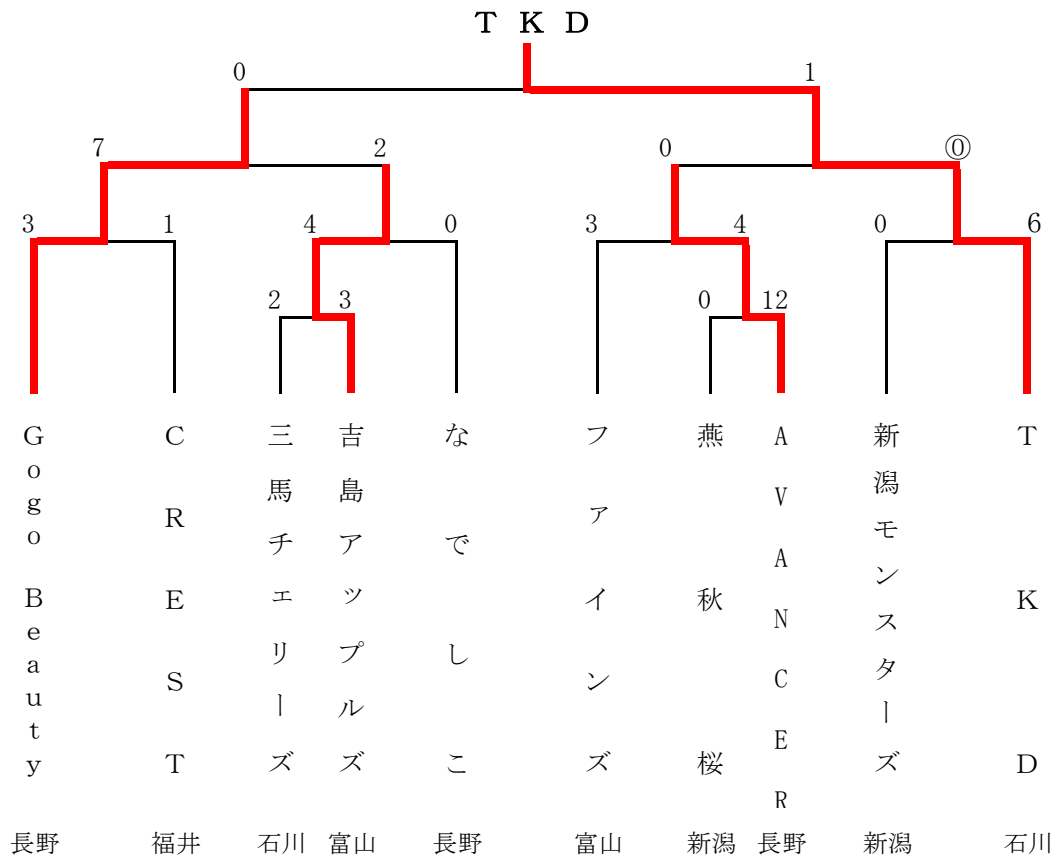 ＴＫＤ
0 1
7 2 0 ⓪
3 1 4 0 3 4 0 6
2 3 0 12
Gogo Beauty
ＣＲＥＳＴ
三馬チェリーズ
吉島アップルズ
なでしこ
ファインズ
燕秋桜
AVANCER
新潟モンスターズ
ＴＫＤ
長野 福井 石川 富山 長野 富山 新潟 長野 新潟 石川